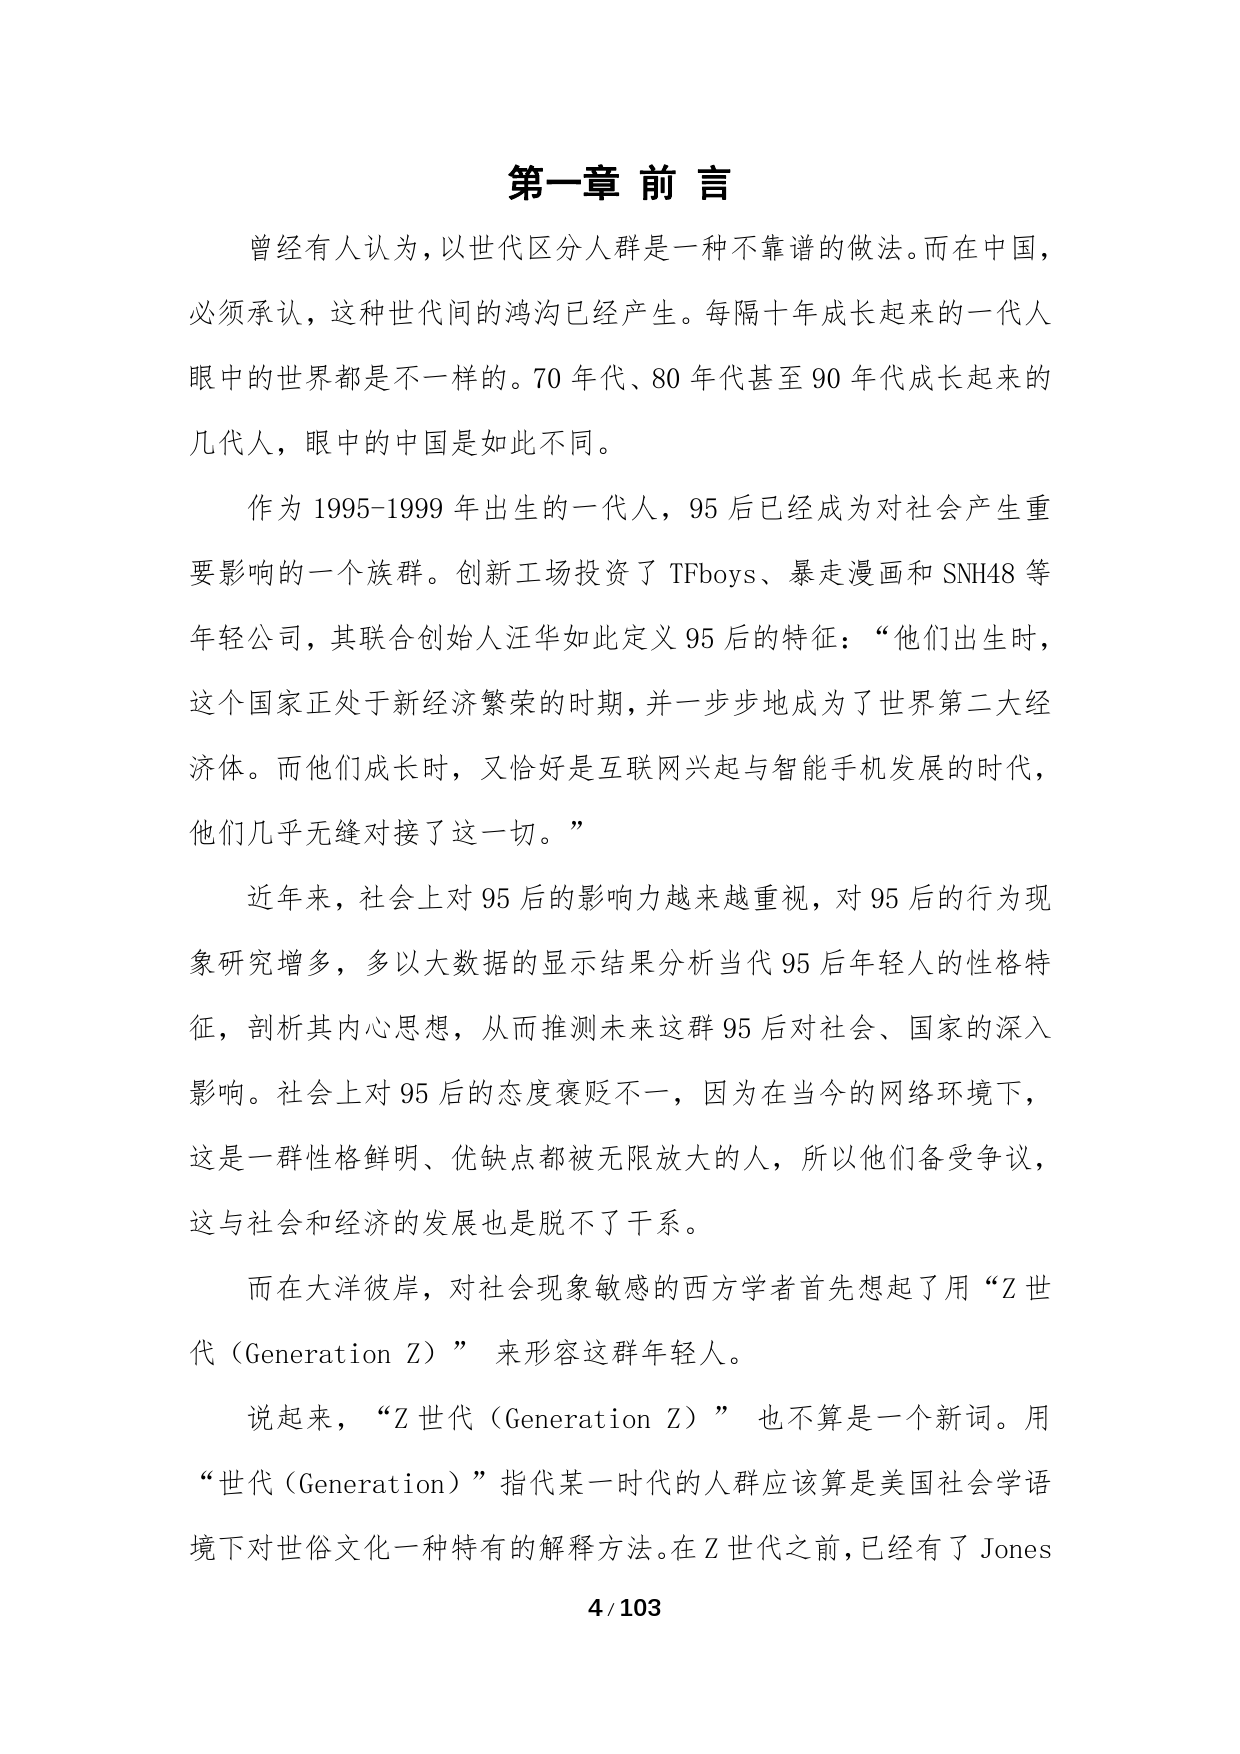 第一章 前 言
曾经有人认为，以世代区分人群是一种不靠谱的做法。而在中国，
必须承认，这种世代间的鸿沟已经产生。每隔十年成长起来的一代人
眼中的世界都是不一样的。70 年代、80 年代甚至 90 年代成长起来的
几代人，眼中的中国是如此不同。
作为 1995-1999 年出生的一代人，95 后已经成为对社会产生重
要影响的一个族群。创新工场投资了 TFboys、暴走漫画和 SNH48 等
年轻公司，其联合创始人汪华如此定义 95 后的特征：“他们出生时，
这个国家正处于新经济繁荣的时期，并一步步地成为了世界第二大经
济体。而他们成长时，又恰好是互联网兴起与智能手机发展的时代，
他们几乎无缝对接了这一切。”
近年来，社会上对 95 后的影响力越来越重视，对 95 后的行为现
象研究增多，多以大数据的显示结果分析当代 95 后年轻人的性格特
征，剖析其内心思想，从而推测未来这群 95 后对社会、国家的深入
影响。社会上对 95 后的态度褒贬不一，因为在当今的网络环境下，
这是一群性格鲜明、优缺点都被无限放大的人，所以他们备受争议，
这与社会和经济的发展也是脱不了干系。
而在大洋彼岸，对社会现象敏感的西方学者首先想起了用“Z 世
代（Generation Z）” 来形容这群年轻人。
说起来，“Z 世代（Generation Z）” 也不算是一个新词。用
“世代（Generation）”指代某一时代的人群应该算是美国社会学语
境下对世俗文化一种特有的解释方法。在 Z 世代之前，已经有了 Jones
4 / 103